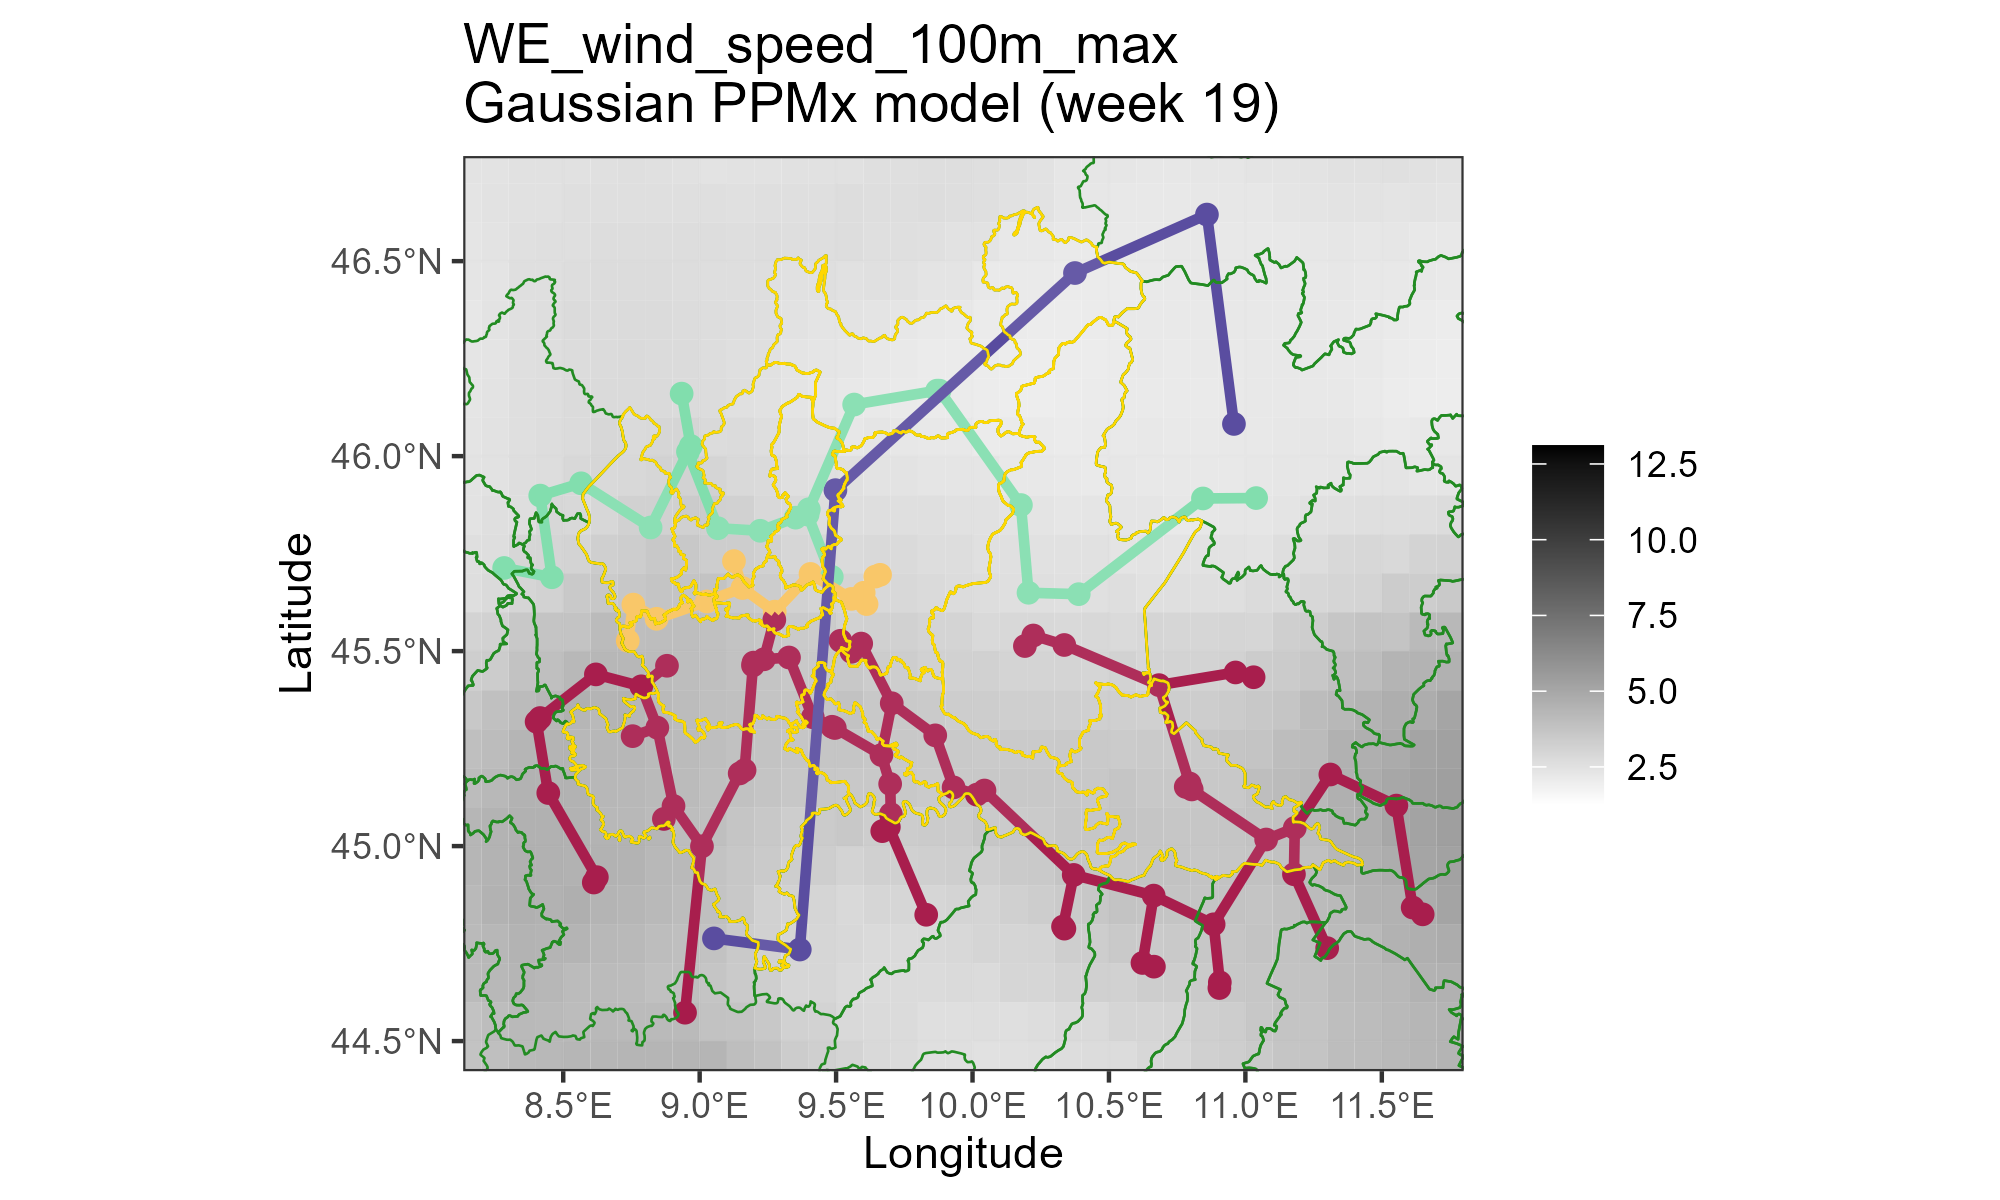 WE_wind_speed_100m_max
Gaussian PPMx model (week 19)
46.5°N
46.0°N
45.5°N
45.0°N
44.5°N
Latitude
8.5°E
9.0°E
9.5°E
10.0°E
10.5°E
11.0°E
11.5°E
Longitude
12.5
10.0
7.5
5.0
2.5